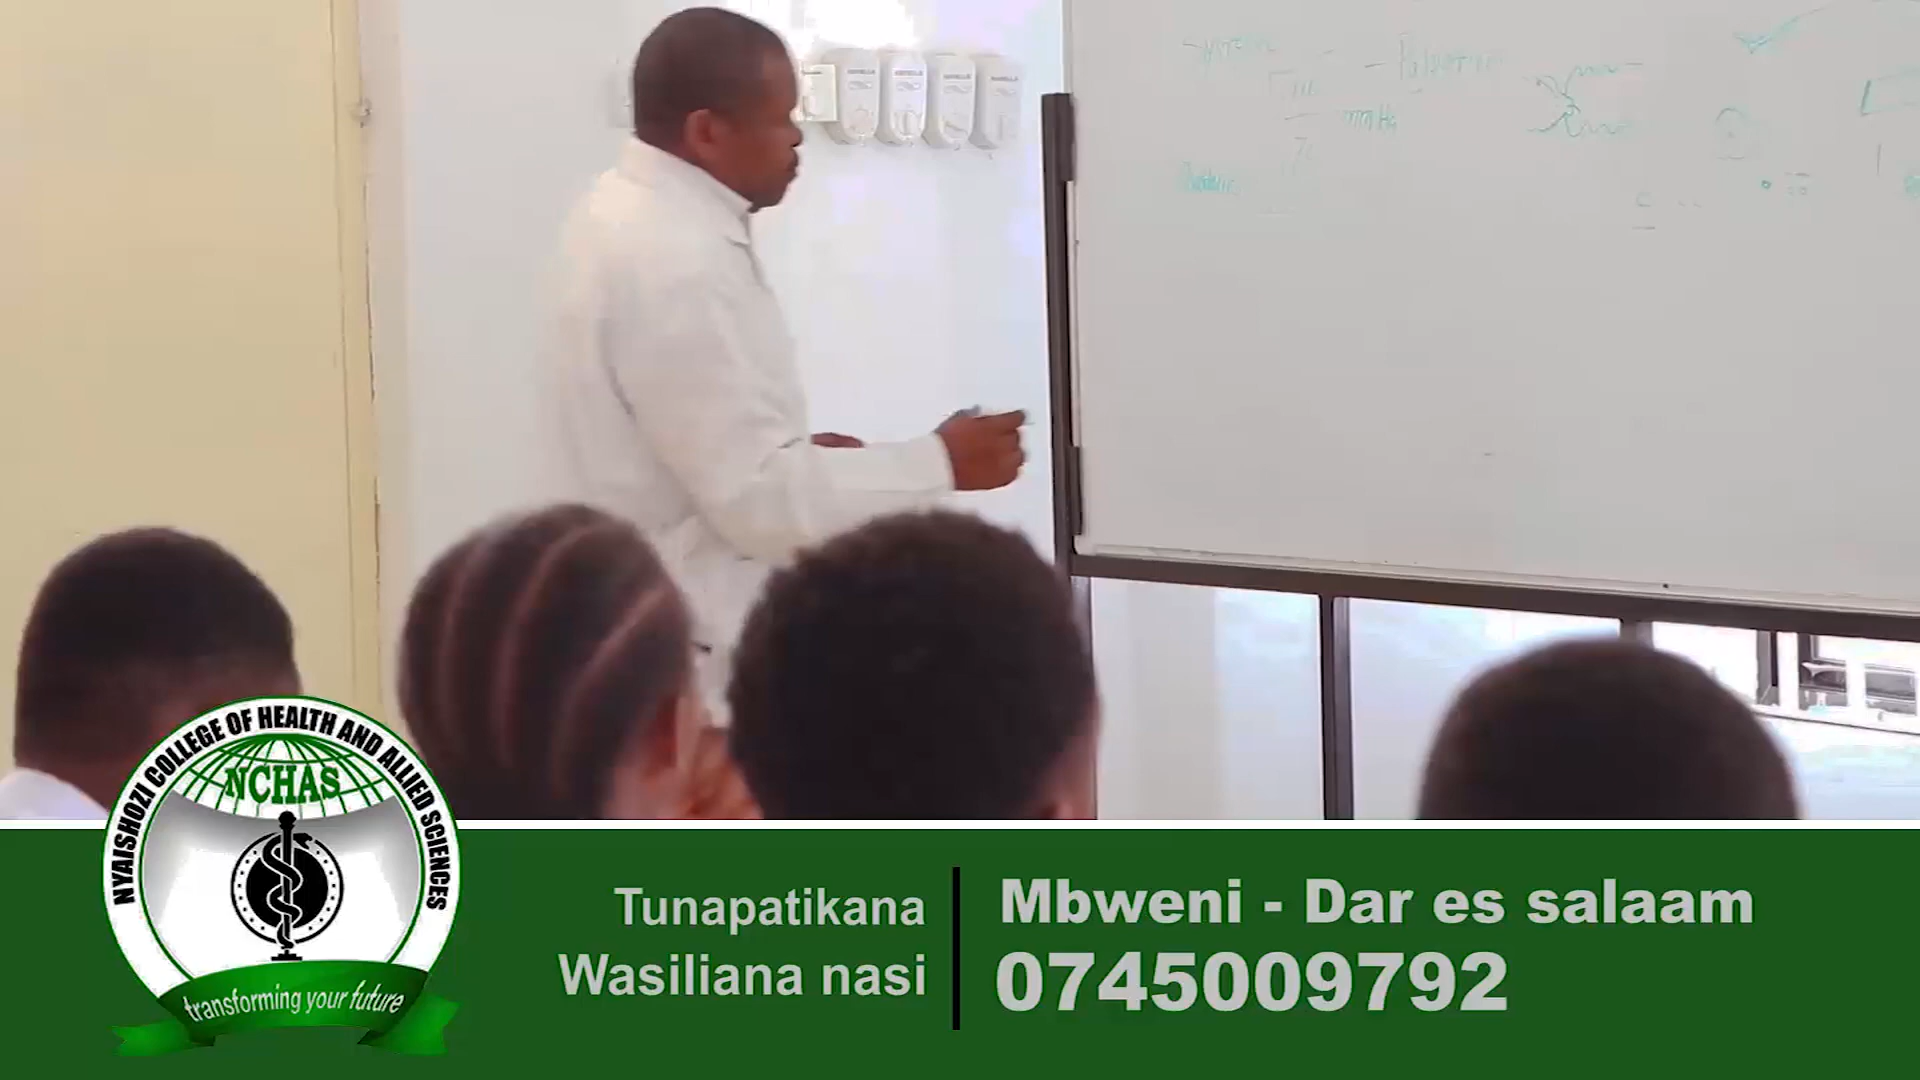 mmHg
NYAISHOZI COLLEGE OF HEALTH AND ALLIED SCIENCES
NCHAS
transforming your future
Tunapatikana
Mbweni - Dar es salaam
Wasiliana nasi
0745009792